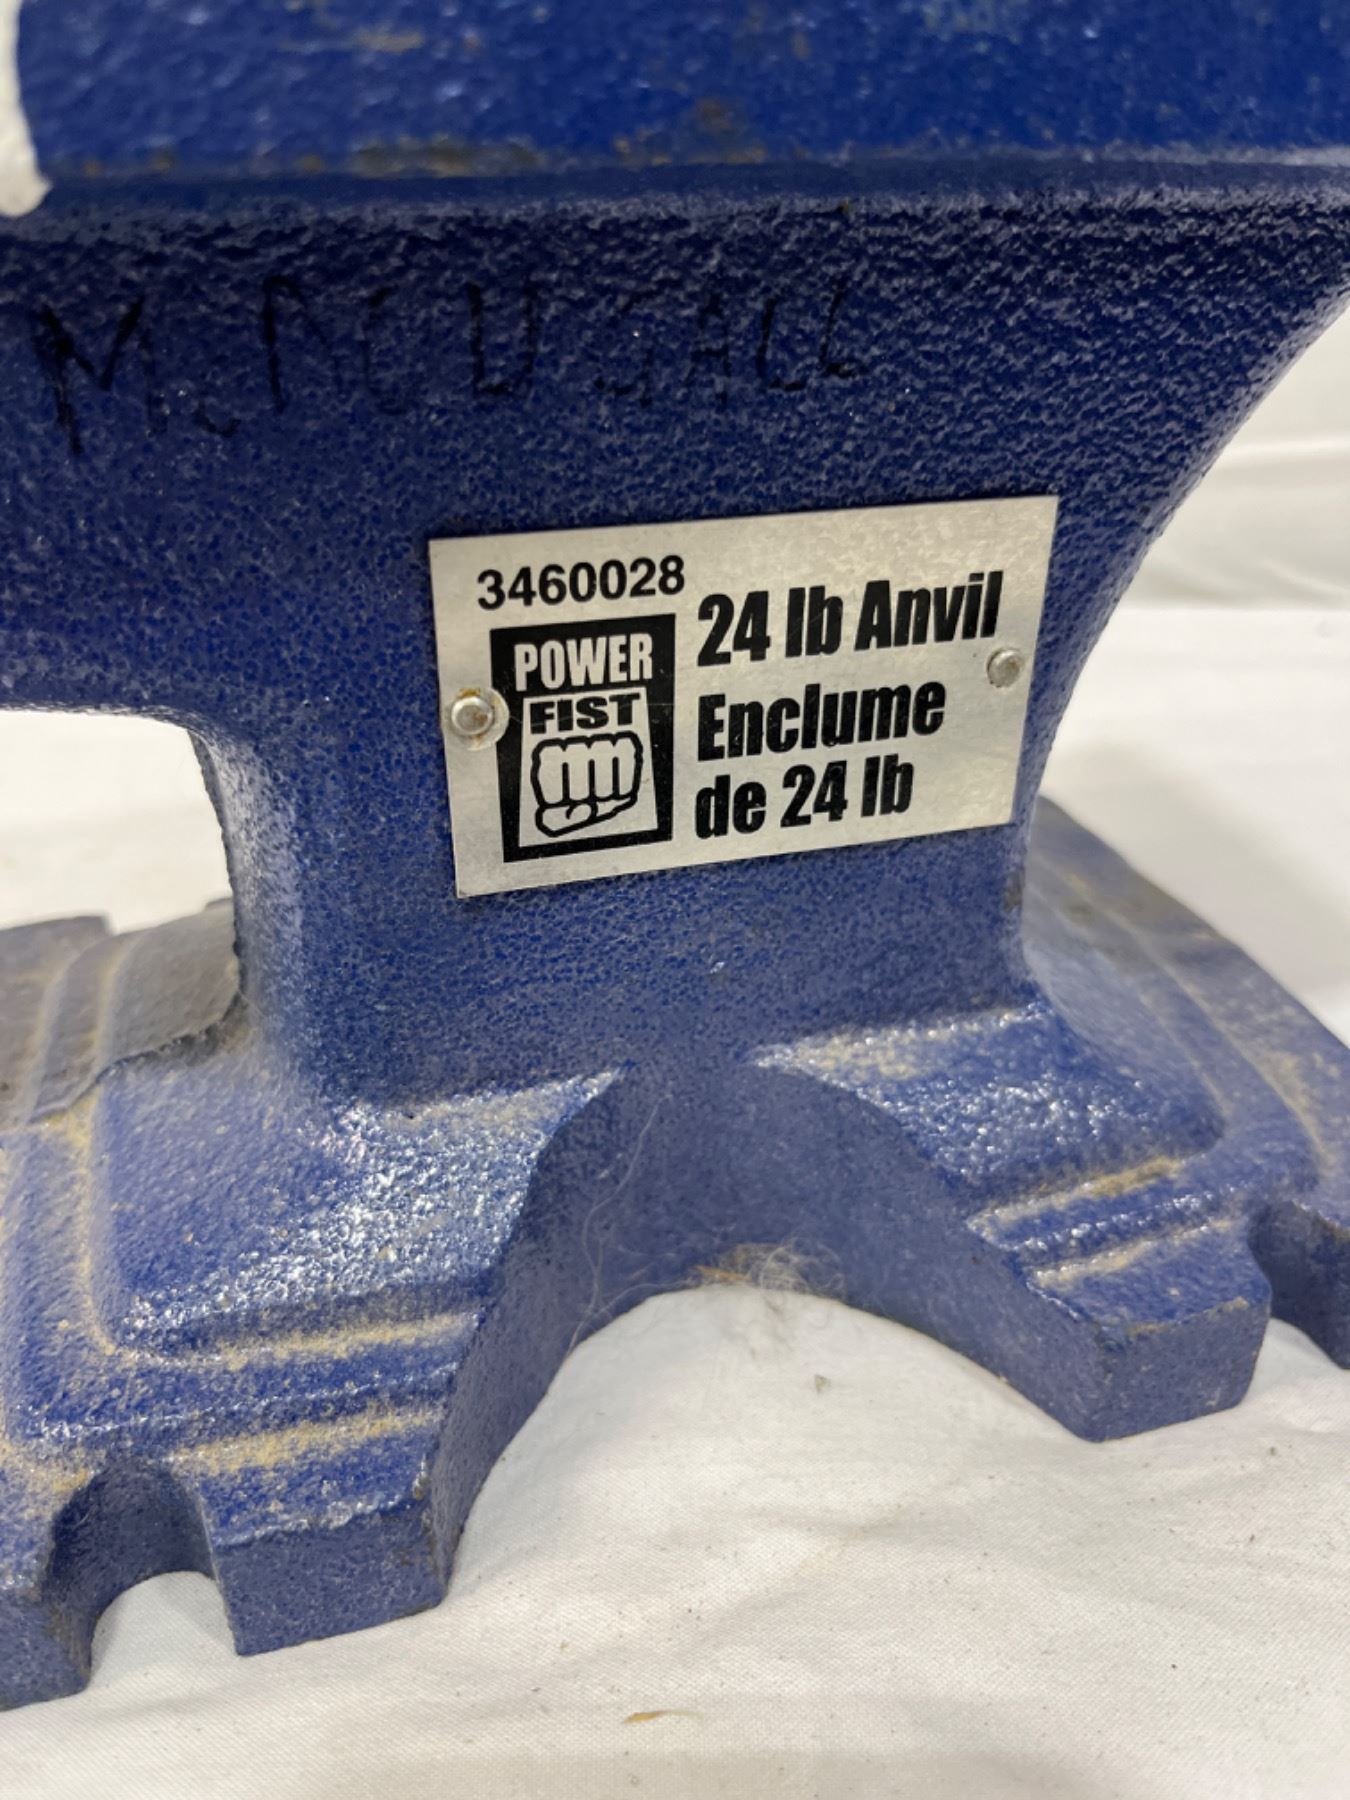 McDOUGALL
3460028
POWER
FIST
24 lb Anvil
Enclume
de 24 lb